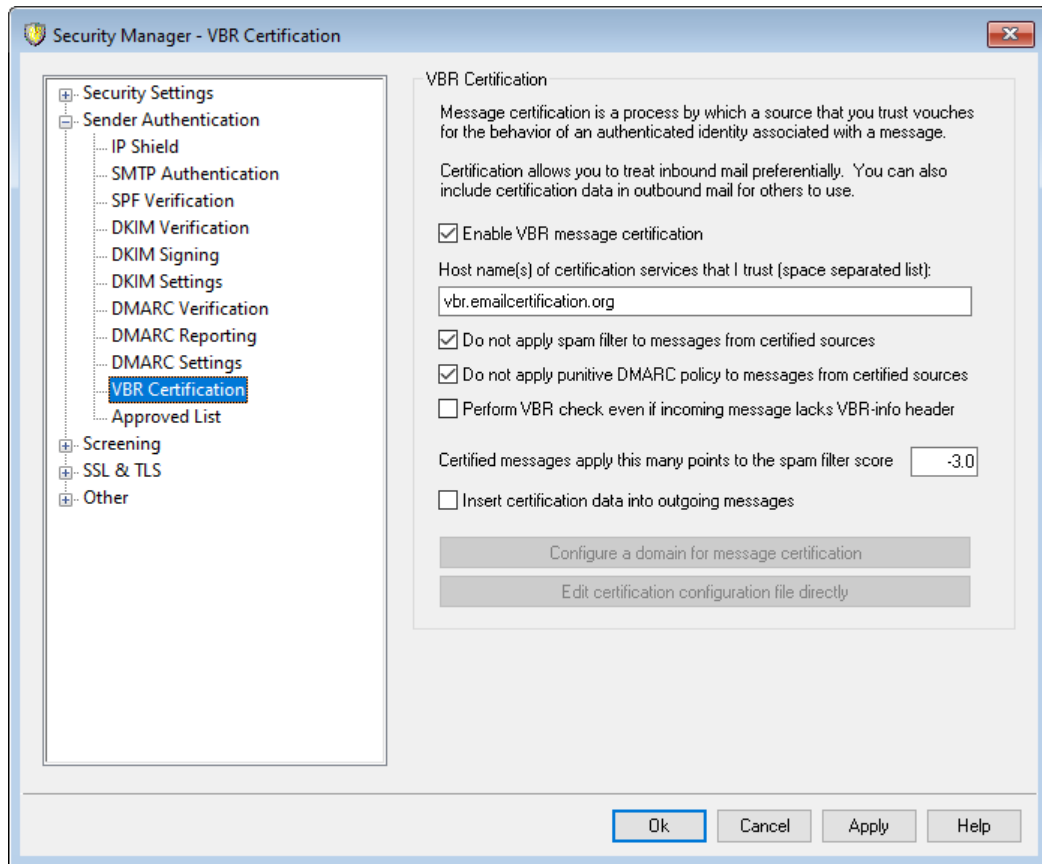 Security Manager - VBR Certification
Security Settings
Sender Authentication
IP Shield
SMTP Authentication
SPF Verification
DKIM Verification
DKIM Signing
DKIM Settings
DMARC Verification
DMARC Reporting
DMARC Settings
VBR Certification
Approved List
Screening
SSL & TLS
Other
VBR Certification
Message certification is a process by which a source that you trust vouches
for the behavior of an authenticated identity associated with a message.
Certification allows you to treat inbound mail preferentially.  You can also
include certification data in outbound mail for others to use.
Enable VBR message certification
Host name(s) of certification services that I trust (space separated list):
vbr.emailcertification.org
Do not apply spam filter to messages from certified sources
Do not apply punitive DMARC policy to messages from certified sources
Perform VBR check even if incoming message lacks VBR-info header
Certified messages apply this many points to the spam filter score -3.0
Insert certification data into outgoing messages
Configure a domain for message certification
Edit certification configuration file directly
Ok Cancel Apply Help